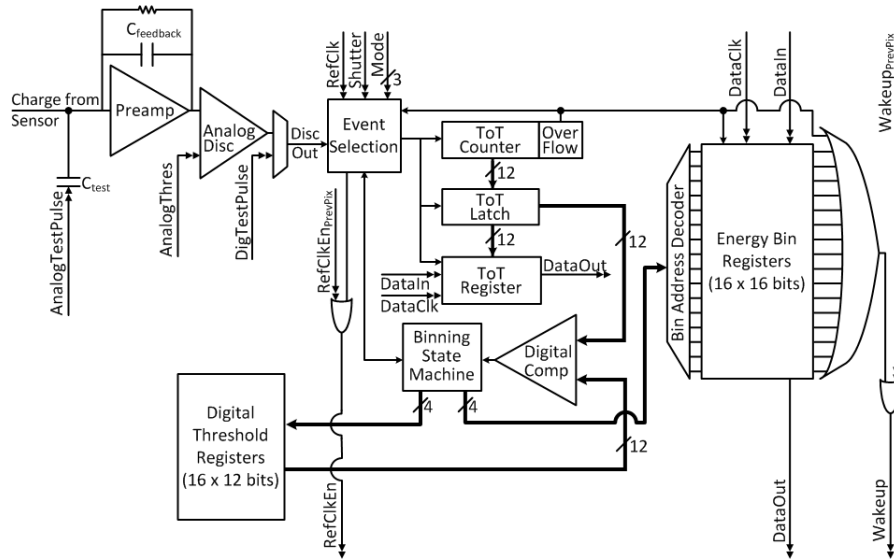 C_feedback
Charge from
Sensor
Preamp
Analog
Disc
Disc
Out
C_test
AnalogTestPulse
AnalogThres
DigTestPulse
RefClk
Shutter
Mode
3
Event
Selection
ToT
Counter
Over
Flow
12
ToT
Latch
12
12
ToT
Register
DataOut
DataIn
DataClk
RefClkEn_PrevPix
Binning
State
Machine
Digital
Comp
4
4
12
Digital
Threshold
Registers
(16 x 12 bits)
RefClkEn
Bin Address Decoder
DataClk
DataIn
Energy Bin
Registers
(16 x 16 bits)
DataOut
Wakeup_PrevPix
Wakeup